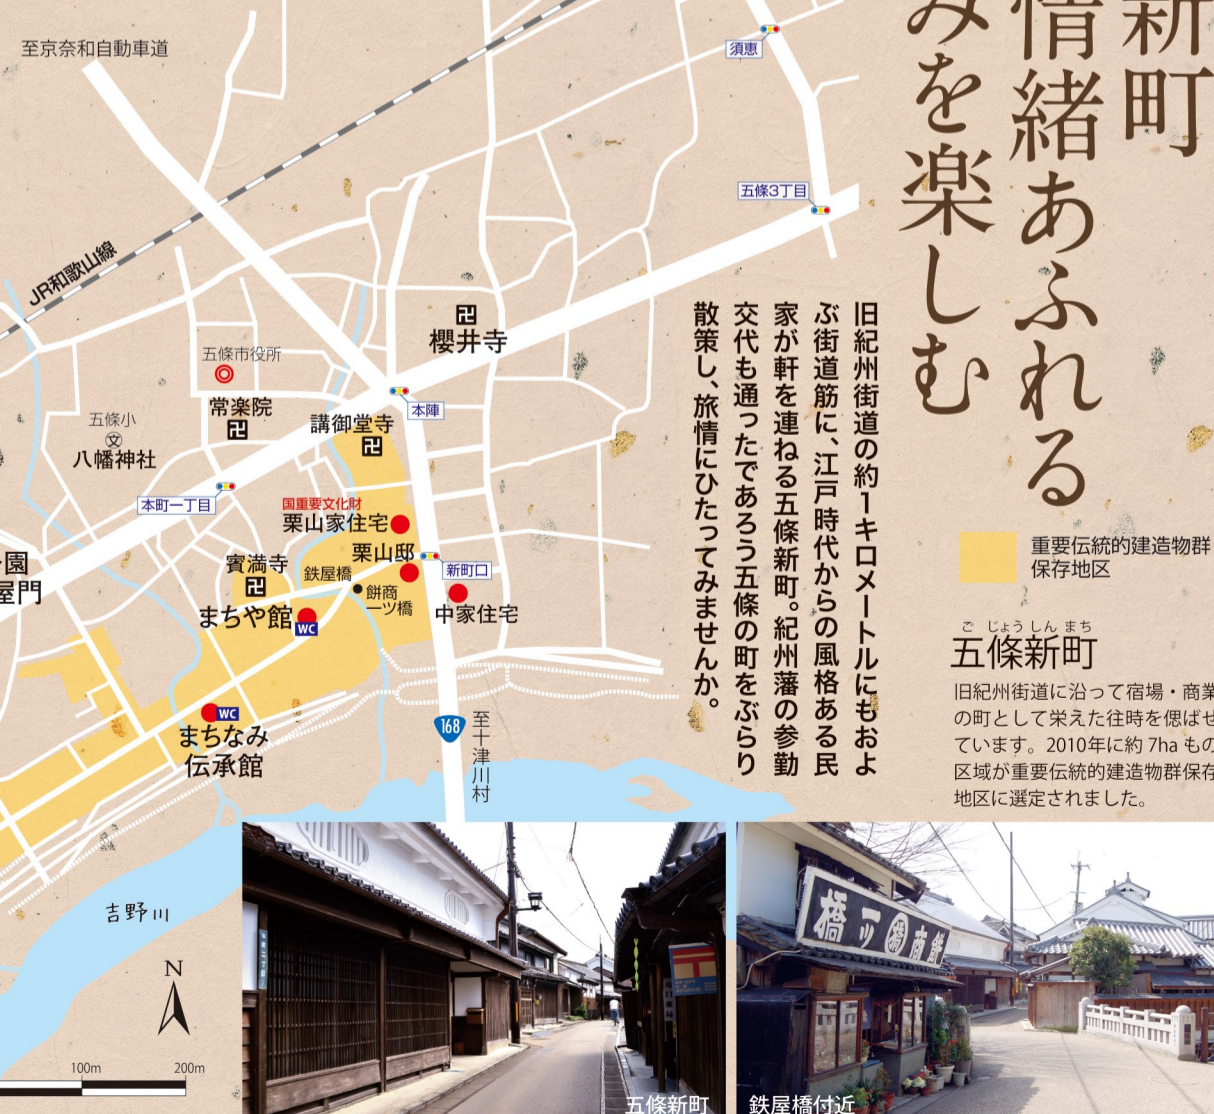 新町
情緒あふれる
みを楽しむ
旧紀州街道の約1キロメートルにもおよ
ぶ街道筋に、江戸時代からの風格ある民
家が軒を連ねる五條新町。紀州藩の参勤
交代も通ったであろう五條の町をぶらり
散策し、旅情にひたってみませんか。
重要伝統的建造物群
保存地区
ご じょう しん まち
五條新町
旧紀州街道に沿って宿場・商業
の町として栄えた往時を偲ばせ
ています。2010年に約 7ha もの
区域が重要伝統的建造物群保存
地区に選定されました。
至京奈和自動車道
須恵
五條3丁目
JR和歌山線
櫻井寺
五條市役所
常楽院
本陣
講御堂寺
五條小
文
八幡神社
本町一丁目
国重要文化財
栗山家住宅
栗山邸
新町口
園
屋門
寳満寺
鉄屋橋
餅商
一ツ橋
まちや館
WC
中家住宅
WC
まちなみ
伝承館
168
至十津川村
吉野川
N
100m
200m
五條新町
橋一ッ橋商餅
鉄屋橋付近